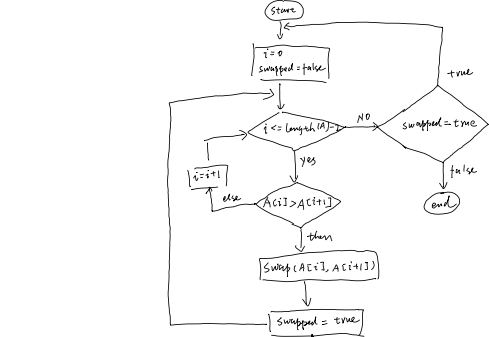 start
i=0
swapped=false
i <= length(A)-1
NO
swapped=true
true
false
end
yes
i=i+1
else
A[i]>A[i+1]
then
Swap(A[i], A[i+1])
swapped = true